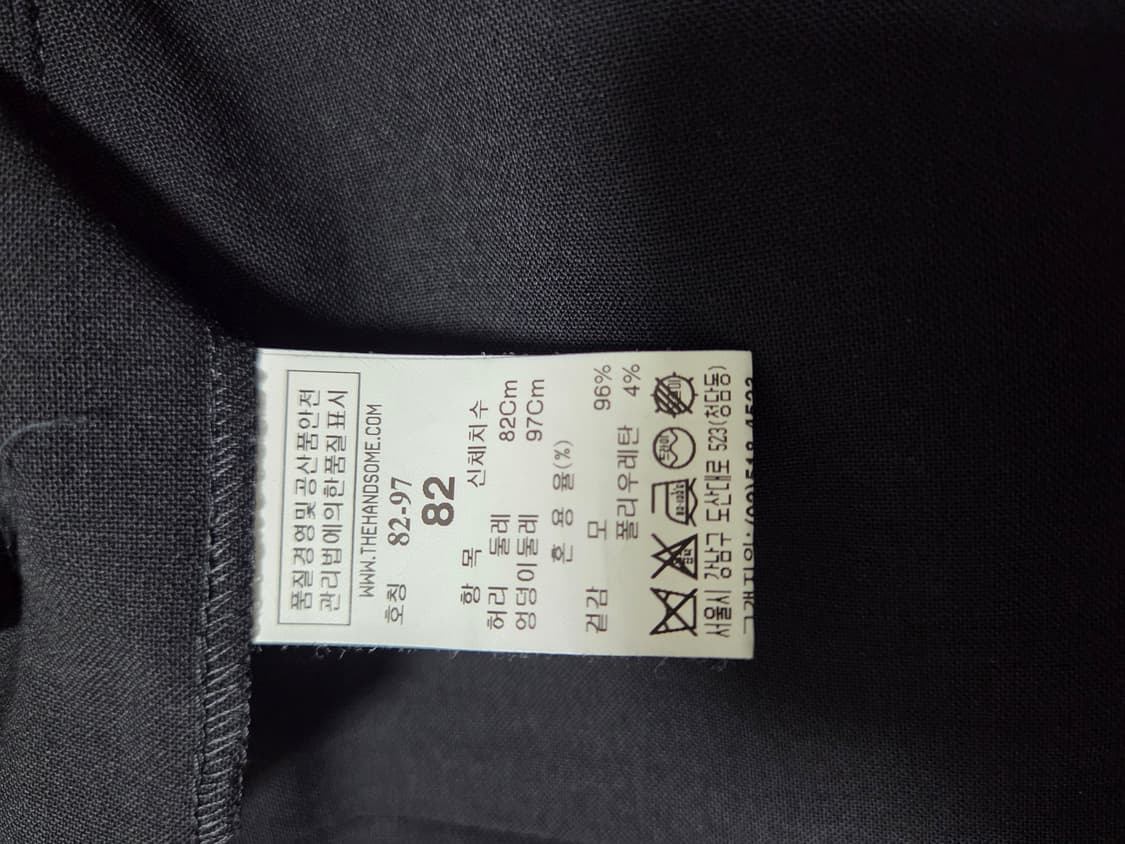 품질경영및공산품안전
관리법에의한품질표시
WWW.THEHANDSOME.COM
호칭 82-97
82
항 목 신체치수
허리 둘레 82Cm
엉덩이둘레 97Cm
혼 용 율(%)
겉감 모 96%
폴리우레탄 4%
드라이
서울시 강남구 도산대로 523(청담동)